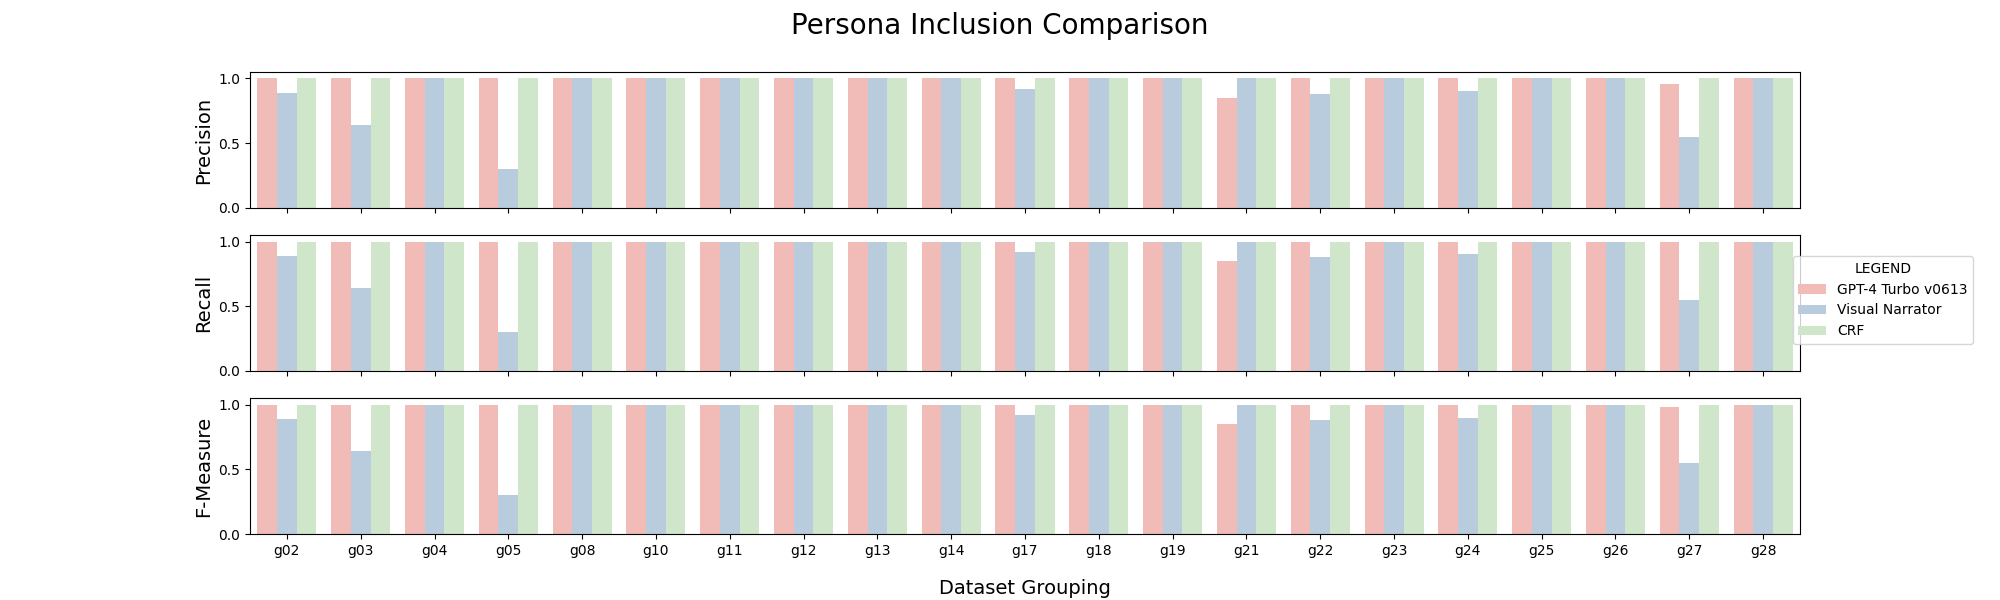 Persona Inclusion Comparison
Precision
1.0
0.5
0.0
Recall
1.0
0.5
0.0
LEGEND
GPT-4 Turbo v0613
Visual Narrator
CRF
F-Measure
1.0
0.5
0.0
g02 g03 g04 g05 g08 g10 g11 g12 g13 g14 g17 g18 g19 g21 g22 g23 g24 g25 g26 g27 g28
Dataset Grouping